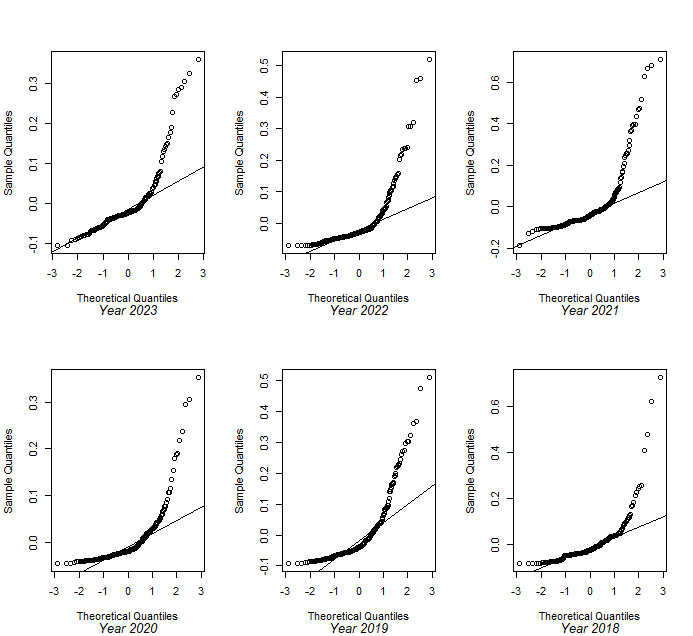 Sample Quantiles
-0.1 0.0 0.1 0.2 0.3
-3 -2 -1 0 1 2 3
Theoretical Quantiles
Year 2023
Sample Quantiles
0.0 0.1 0.2 0.3 0.4 0.5
-3 -2 -1 0 1 2 3
Theoretical Quantiles
Year 2022
Sample Quantiles
-0.2 0.0 0.2 0.4 0.6
-3 -2 -1 0 1 2 3
Theoretical Quantiles
Year 2021
Sample Quantiles
0.0 0.1 0.2 0.3
-3 -2 -1 0 1 2 3
Theoretical Quantiles
Year 2020
Sample Quantiles
-0.1 0.0 0.1 0.2 0.3 0.4 0.5
-3 -2 -1 0 1 2 3
Theoretical Quantiles
Year 2019
Sample Quantiles
0.0 0.2 0.4 0.6
-3 -2 -1 0 1 2 3
Theoretical Quantiles
Year 2018